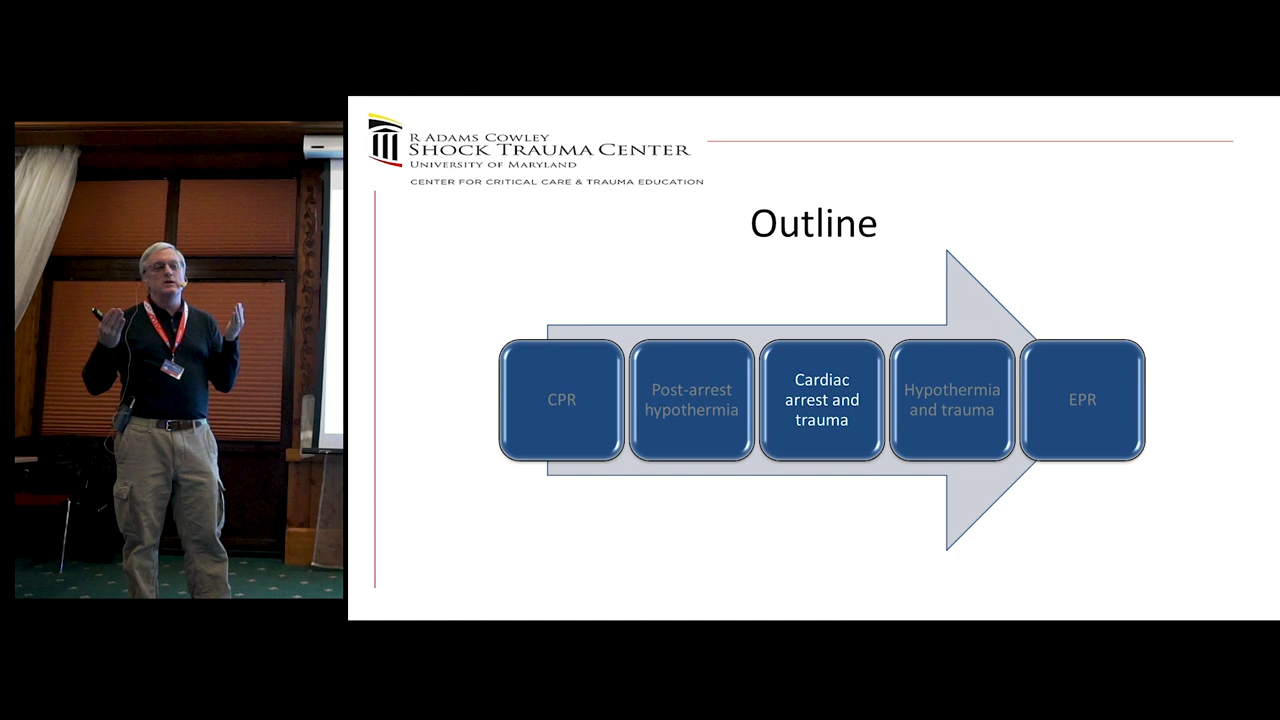 R ADAMS COWLEY
SHOCK TRAUMA CENTER
UNIVERSITY OF MARYLAND
CENTER FOR CRITICAL CARE & TRAUMA EDUCATION
Outline
CPR
Post-arrest
hypothermia
Cardiac
arrest and
trauma
Hypothermia
and trauma
EPR